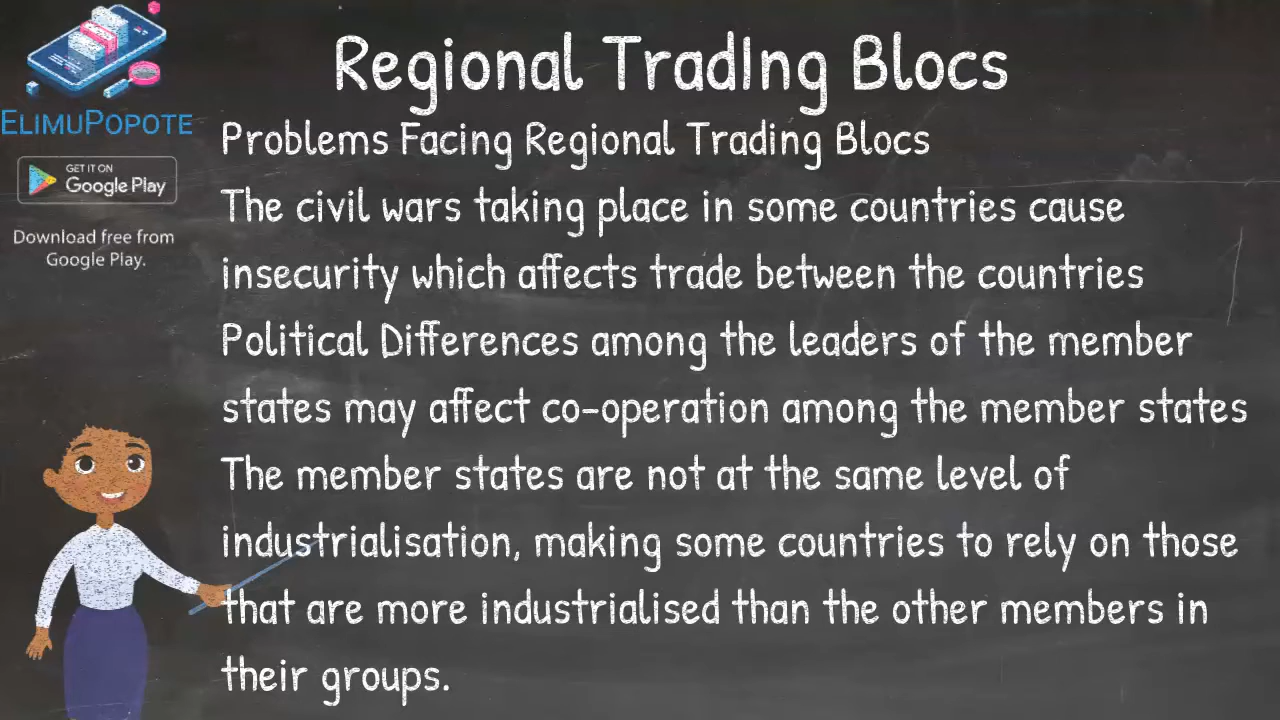 Regional TradIng Blocs
ELIMUPOPOTE
GET IT ON
Google Play
Download free from
Google Play.
Problems Facing Regional Trading Blocs
The civil wars taking place in some countries cause
insecurity which affects trade between the countries
Political Differences among the leaders of the member
states may affect co-operation among the member states
The member states are not at the same level of
industrialisation, making some countries to rely on those
that are more industrialised than the other members in
their groups.